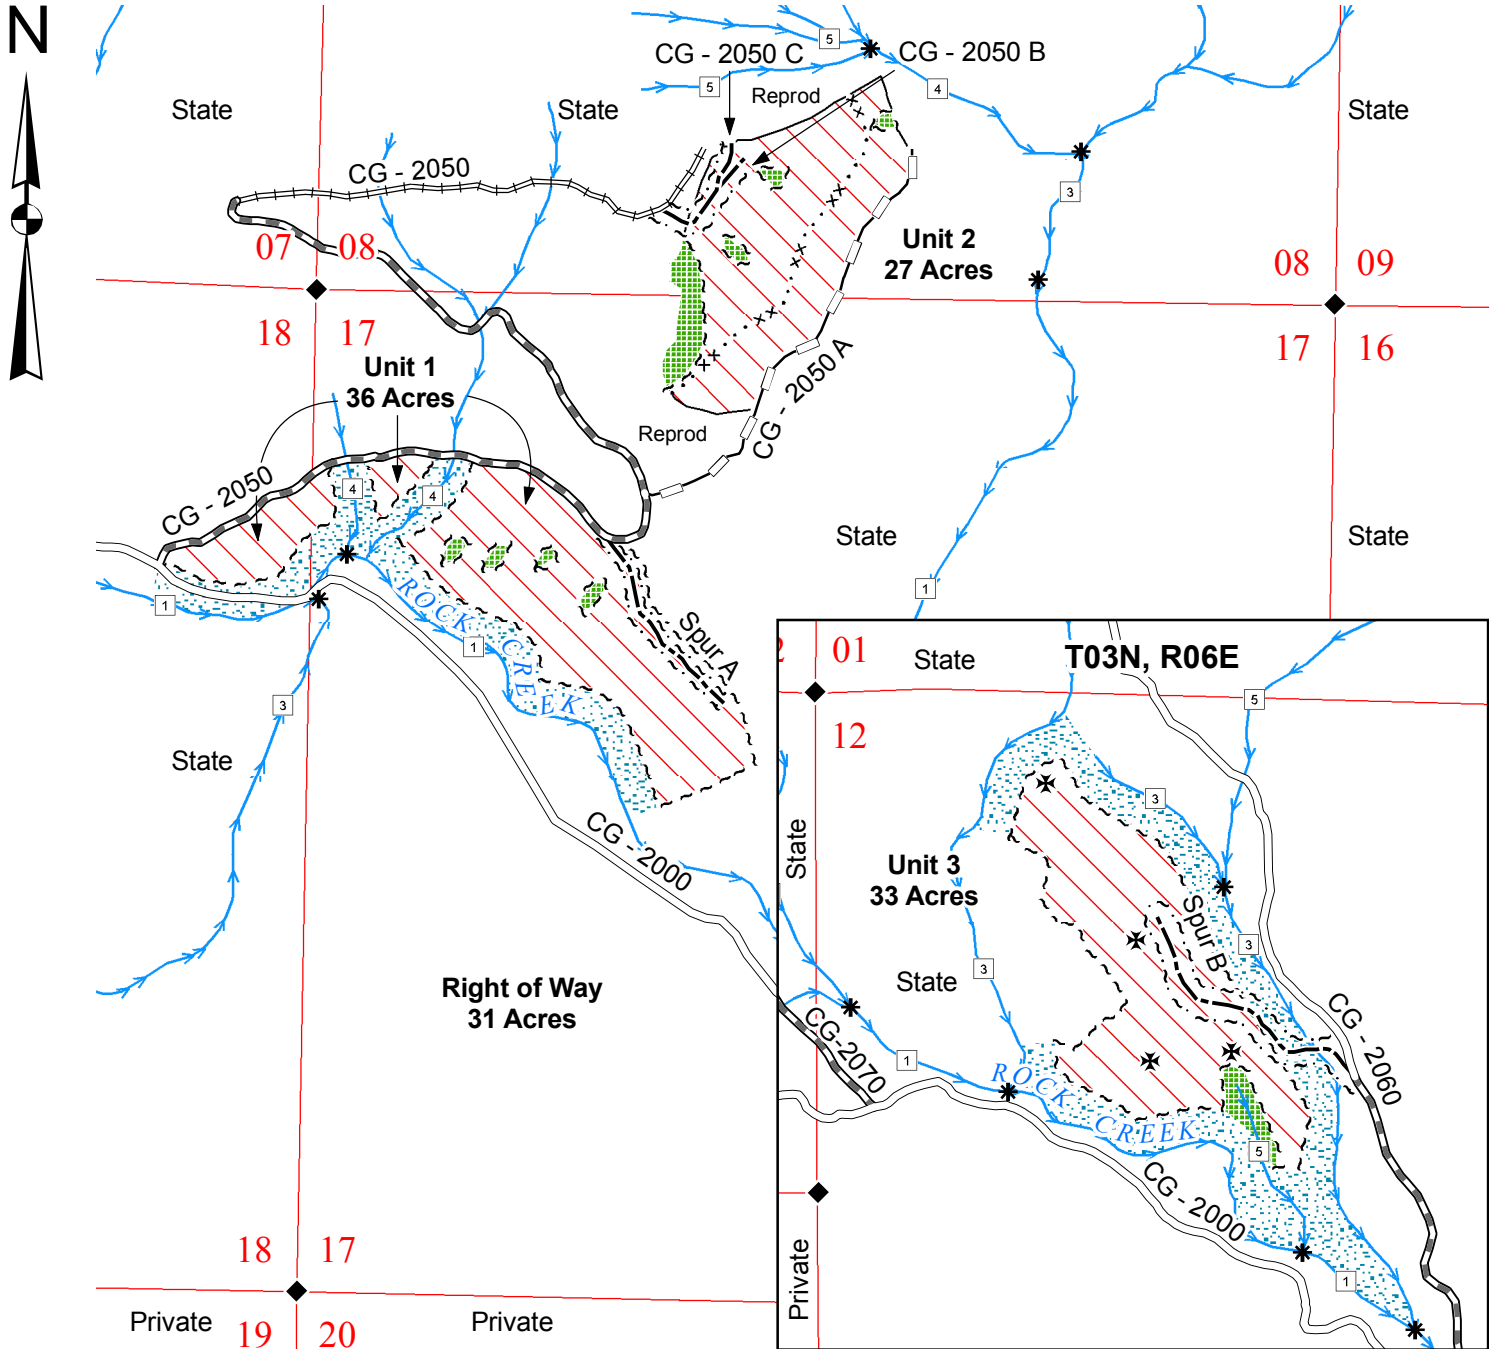 N
5
CG - 2050 C
CG - 2050 B
5
Reprod
4
State
State
State
CG - 2050
3
Unit 2
27 Acres
07
08
08
09
18
17
17
16
Unit 1
36 Acres
CG - 2050 A
Reprod
CG - 2050
4
4
State
State
1
1
ROCK CREEK
1
Spur A
3
State
CG - 2000
Right of Way
31 Acres
18
17
Private
Private
19
20
01
State
T03N, R06E
5
12
3
State
Unit 3
33 Acres
Spur B
3
State
3
CG - 2060
CG-2070
1
ROCK CREEK
5
CG - 2000
Private
1